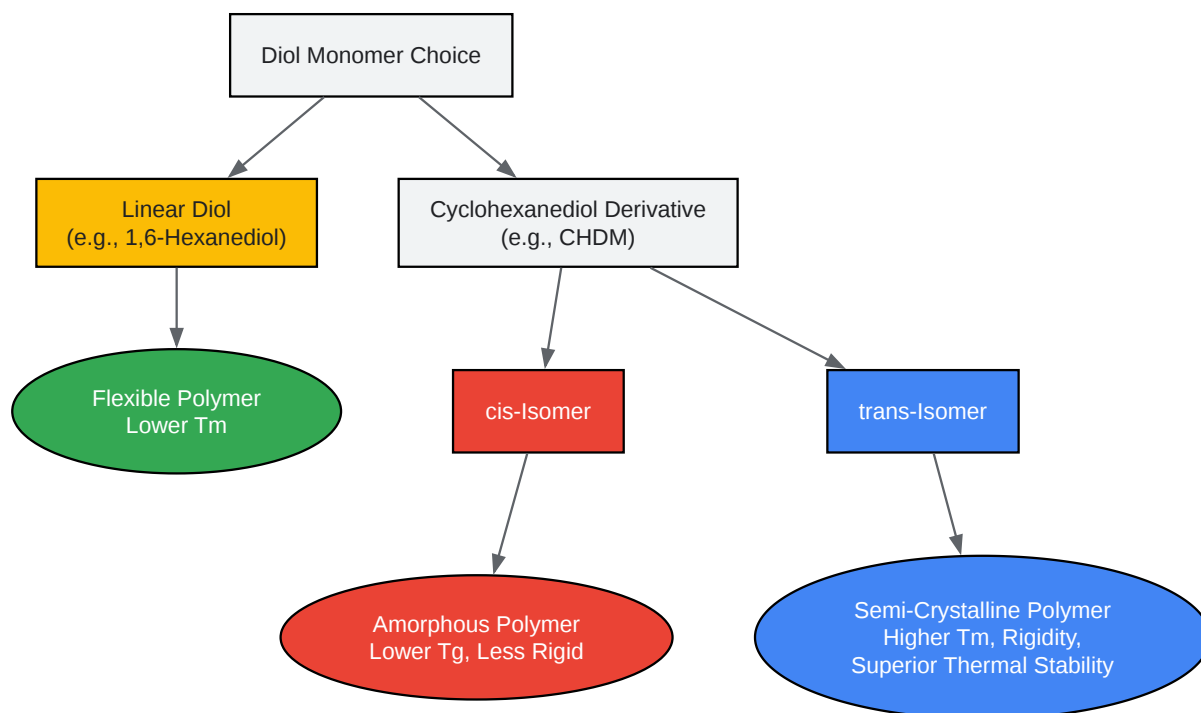 Diol Monomer Choice
Linear Diol
(e.g., 1,6-Hexanediol)
Cyclohexanediol Derivative
(e.g., CHDM)
Flexible Polymer
Lower Tm
cis-Isomer
trans-Isomer
Amorphous Polymer
Lower Tg, Less Rigid
Semi-Crystalline Polymer
Higher Tm, Rigidity,
Superior Thermal Stability